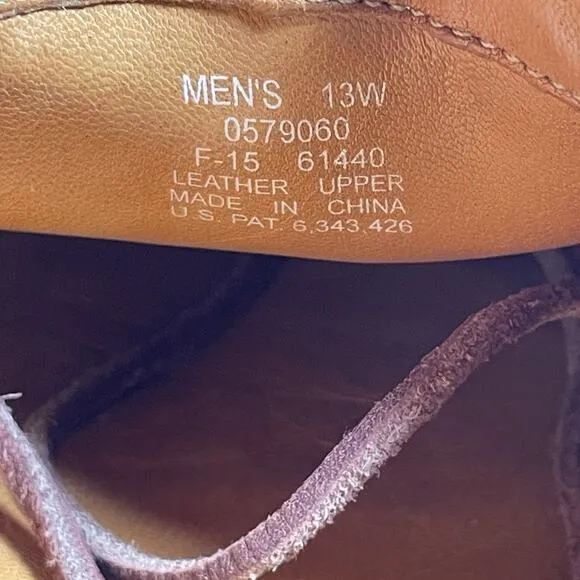 MEN'S 13W
0579060
F-15 61440
LEATHER UPPER
MADE IN CHINA
U.S. PAT. 6,343,426